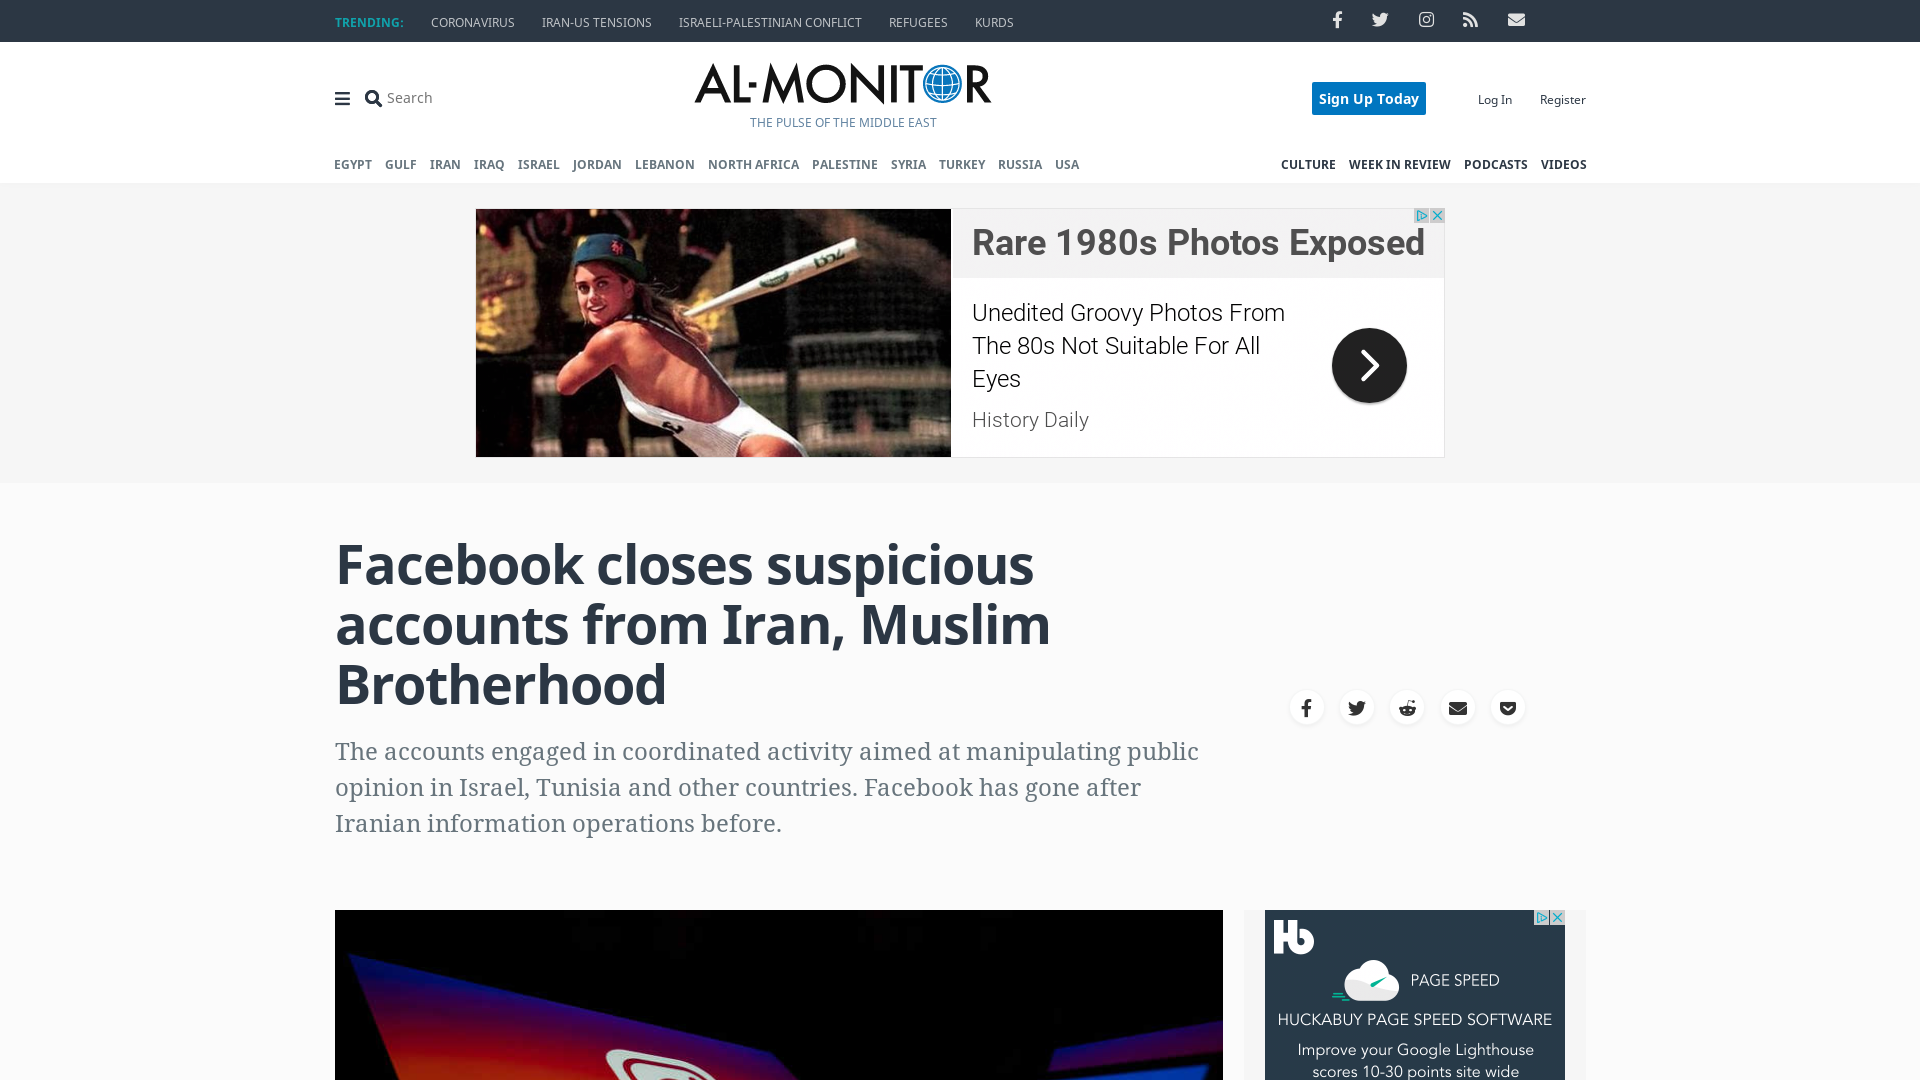 TRENDING: CORONAVIRUS IRAN-US TENSIONS ISRAELI-PALESTINIAN CONFLICT REFUGEES KURDS
Search
AL-MONITOR
THE PULSE OF THE MIDDLE EAST
Sign Up Today
Log In
Register
EGYPT GULF IRAN IRAQ ISRAEL JORDAN LEBANON NORTH AFRICA PALESTINE SYRIA TURKEY RUSSIA USA
CULTURE WEEK IN REVIEW PODCASTS VIDEOS
Rare 1980s Photos Exposed
Unedited Groovy Photos From
The 80s Not Suitable For All
Eyes
History Daily
Facebook closes suspicious
accounts from Iran, Muslim
Brotherhood
The accounts engaged in coordinated activity aimed at manipulating public
opinion in Israel, Tunisia and other countries. Facebook has gone after
Iranian information operations before.
Hb
PAGE SPEED
HUCKABUY PAGE SPEED SOFTWARE
Improve your Google Lighthouse
scores 10-30 points site wide